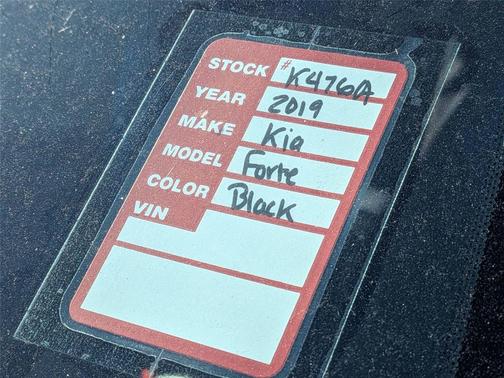 STOCK # K476A
YEAR 2019
MAKE Kia
MODEL Forte
COLOR Black
VIN